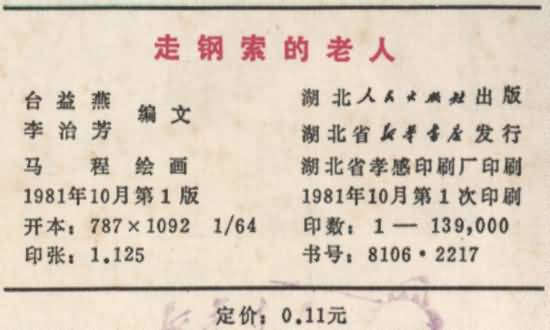 走钢索的老人
台益燕
李治芳 编文
马程绘画
1981年10月第1版
开本：787×1092 1/64
印张：1.125
湖北人民出版社出版
湖北省新华书店发行
湖北省孝感印刷厂印刷
1981年10月第1次印刷
印数：1—139,000
书号：8106·2217
定价：0.11元